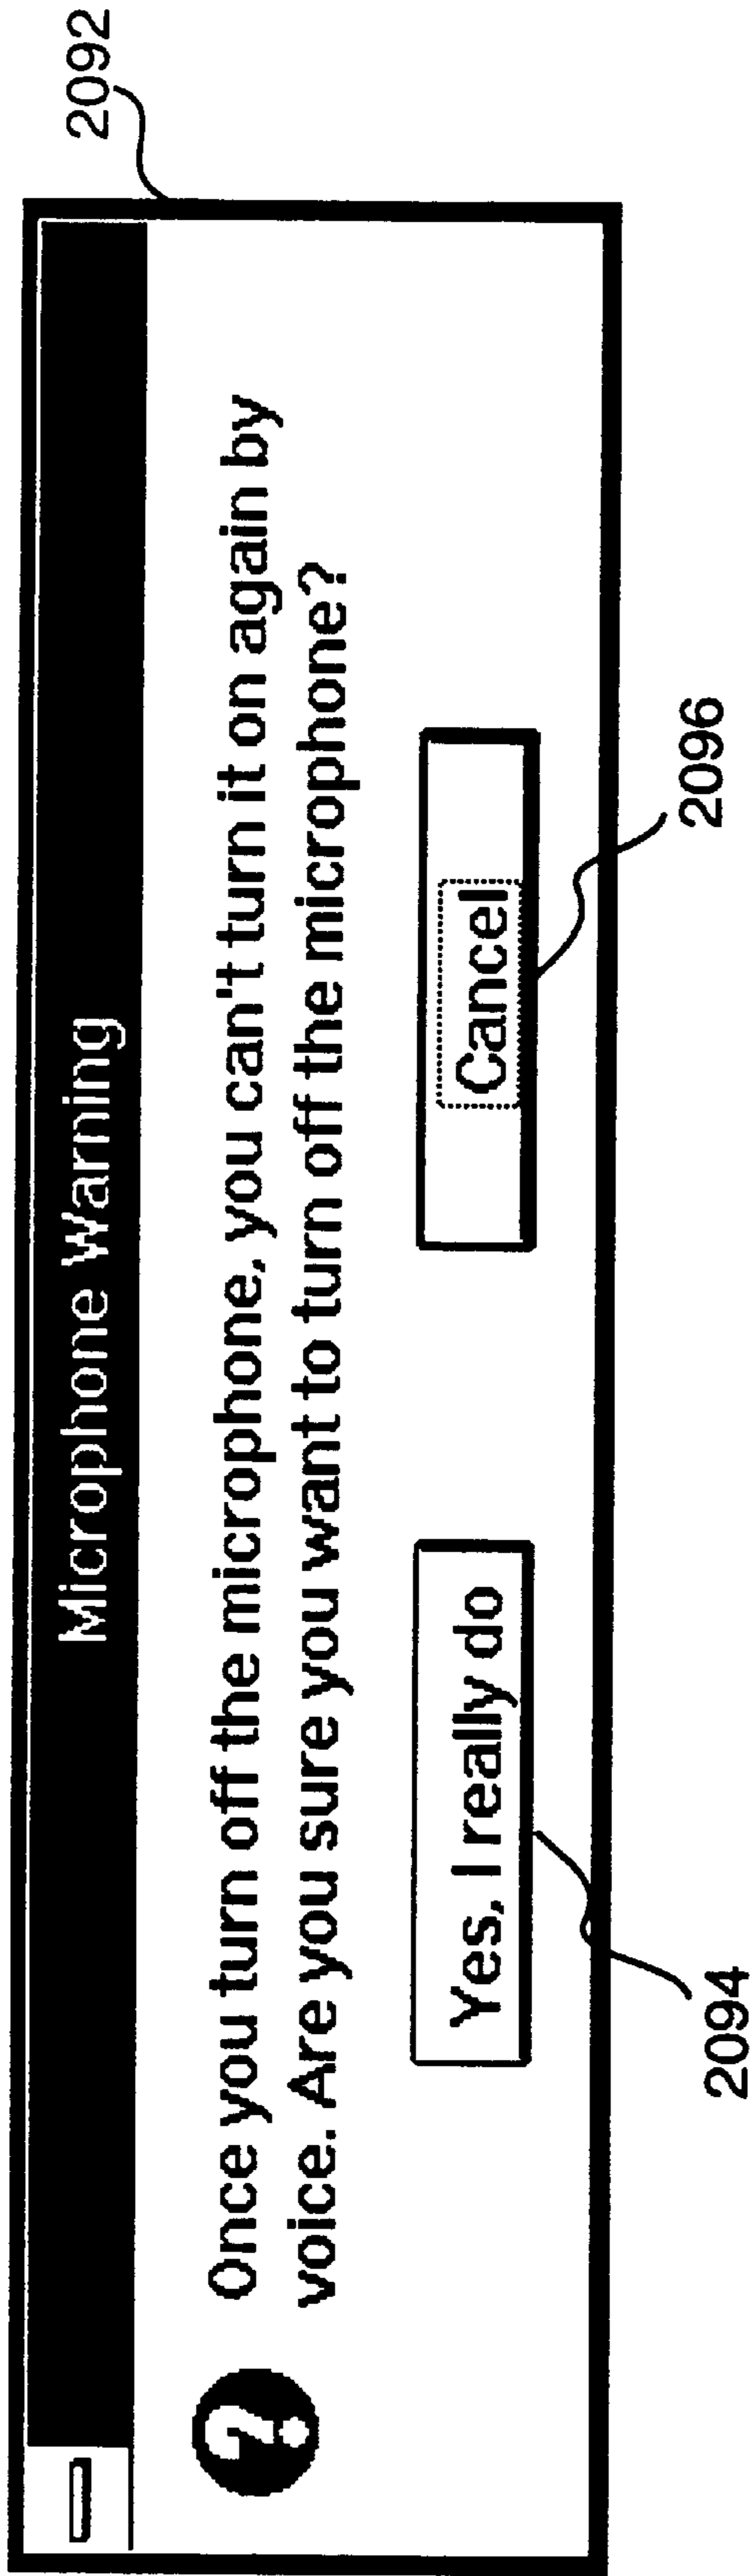 2092
Microphone Warning
Once you turn off the microphone, you can't turn it on again by
voice. Are you sure you want to turn off the microphone?
Yes, I really do
Cancel
2094
2096